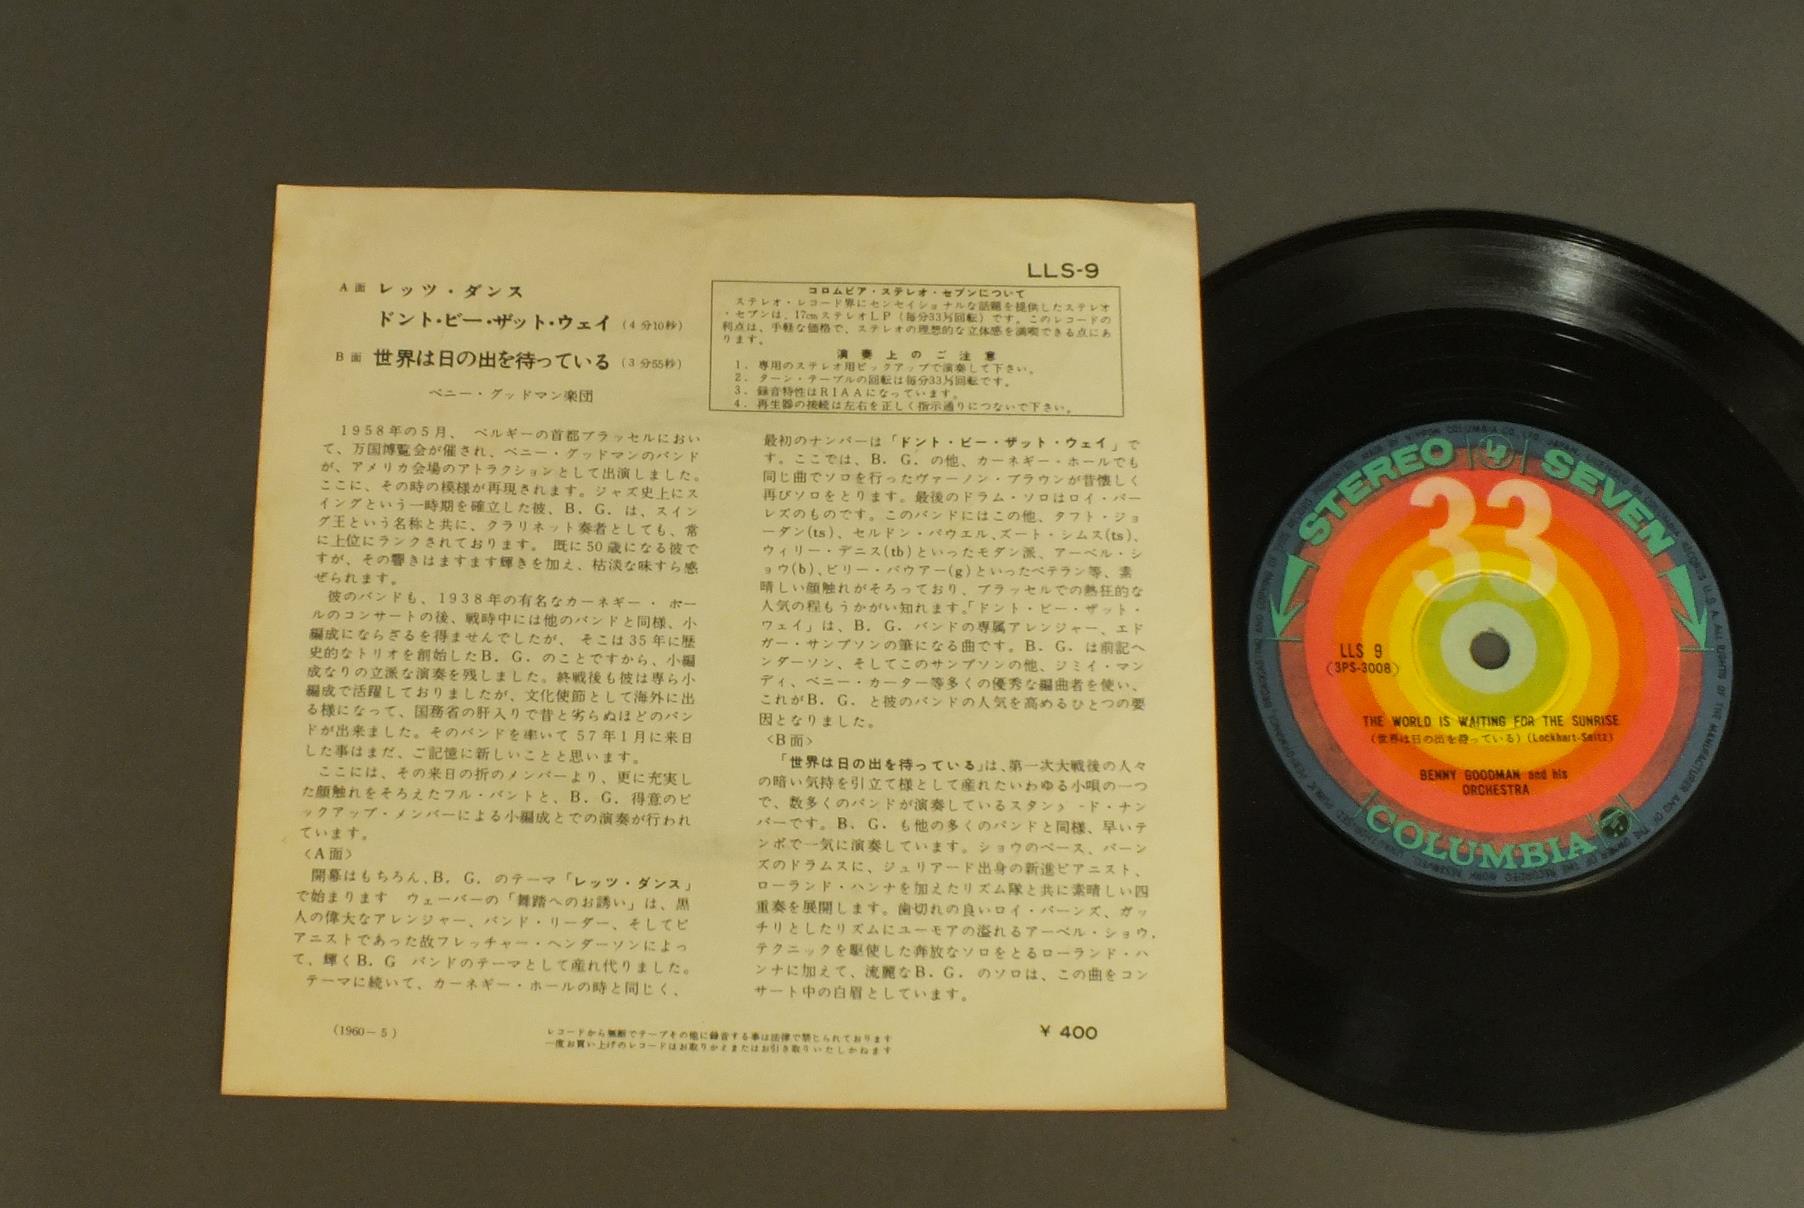 LLS-9
A面 レッツ・ダンス
ドント・ビー・ザット・ウェイ (4分10秒)
B面 世界は日の出を待っている (3分55秒)
ベニー・グッドマン楽団
コロムビア・ステレオ・セブンについて
ステレオ・レコード界にセンセイショナルな話題を提供したステレオ
・セブンは、17cmステレオLP (毎分33⅓回転) です。このレコードの
利点は、手軽な価格で、ステレオの理想的な立体感を満喫できる点にあ
ります。
演奏上のご注意
1. 専用のステレオ用ピックアップで演奏して下さい。
2. ターン・テーブルの回転は毎分33⅓回転です。
3. 録音特性はRIAAになっています。
4. 再生器の接続は左右を正しく指示通りにつないで下さい。
1958年の5月、 ベルギーの首都ブラッセルにおい
て、万国博覧会が催され、ベニー・グッドマンのバンド
が、アメリカ会場のアトラクションとして出演しました。
ここに、その時の模様が再現されます。ジャズ史上にス
イングという一時期を確立した彼、B. G. は、スイン
グ王という名称と共に、クラリネット奏者としても、常
に上位にランクされております。 既に50歳になる彼で
すが、その響きはますます輝きを加え、枯淡な味すら感
ぜられます。
彼のバンドも、1938年の有名なカーネギー・ ホー
ルのコンサートの後、戦時中には他のバンドと同様、小
編成にならざるを得ませんでしたが、 そこは35年に歴
史的なトリオを創始したB. G. のことですから、小編
成なりの立派な演奏を残しました。終戦後も彼は専ら小
編成で活躍しておりましたが、文化使節として海外に出
る様になって、国務省の肝入りで昔と劣らぬほどのバン
ドが出来ました。そのバンドを率いて57年1月に来日
した事はまだ、ご記憶に新しいことと思います。
ここには、その来日の折のメンバーより、更に充実し
た顔触れをそろえたフル・バントと、B. G. 得意のピ
ックアップ・メンバーによる小編成とでの演奏が行われ
ています。
〈A面〉
開幕はもちろん、B. G. のテーマ「レッツ・ダンス」
で始まります ウェーバーの「舞踏へのお誘い」は、黒
人の偉大なアレンジャー、バンド・リーダー、そしてピ
アニストであった故フレッチャー・ヘンダーソンによっ
て、輝くB. G バンドのテーマとして産れ代りました。
テーマに続いて、カーネギー・ホールの時と同じく、
最初のナンバーは「ドント・ビー・ザット・ウェイ」で
す。ここでは、B. G. の他、カーネギー・ホールでも
同じ曲でソロを行ったヴァーノン・ブラウンが昔懐しく
再びソロをとります。最後のドラム・ソロはロイ・バー
レズのものです。このバンドにはこの他、タフト・ジョ
ーダン(ts)、セルドン・パウエル、ズート・シムス(ts)、
ウィリー・デニス(tb)といったモダン派、アーベル・シ
ョウ(b)、ビリー・バウアー(g)といったベテラン等、素
晴しい顔触れがそろっており、ブラッセルでの熱狂的な
人気の程もうかがい知れます。「ドント・ビー・ザット・
ウェイ」は、B. G. バンドの専属アレンジャー、エド
ガー・サンプソンの筆になる曲です。B. G. は前記ヘ
ンダーソン、そしてこのサンプソンの他、ジミイ・マン
ディ、ベニー・カーター等多くの優秀な編曲者を使い、
これがB. G. と彼のバンドの人気を高めるひとつの要
因となりました。
〈B面〉
「世界は日の出を待っている」は、第一次大戦後の人々
の暗い気持を引立て様として産れたいわゆる小唄の一つ
で、数多くのバンドが演奏しているスタンダード・ナン
バーです。B. G. も他の多くのバンドと同様、早いテ
ンポで一気に演奏しています。ショウのベース、バーン
ズのドラムスに、ジュリアード出身の新進ピアニスト、
ローランド・ハンナを加えたリズム隊と共に素晴しい四
重奏を展開します。歯切れの良いロイ・バーンズ、ガッ
チリとしたリズムにユーモアの溢れるアーベル・ショウ、
テクニックを駆使した奔放なソロをとるローランド・ハ
ンナに加えて、流麗なB. G. のソロは、この曲をコン
サート中の白眉としています。
(1960-5)
レコードから無断でテープその他に録音する事は法律で禁じられております
一度お買い上げのレコードはお取りかえまたはお引き取りいたしかねます
¥ 400
STEREO SEVEN
33
LLS 9
(3PS-3008)
THE WORLD IS WAITING FOR THE SUNRISE
(世界は日の出を待っている) (Lockhart-Seitz)
BENNY GOODMAN and his
ORCHESTRA
COLUMBIA